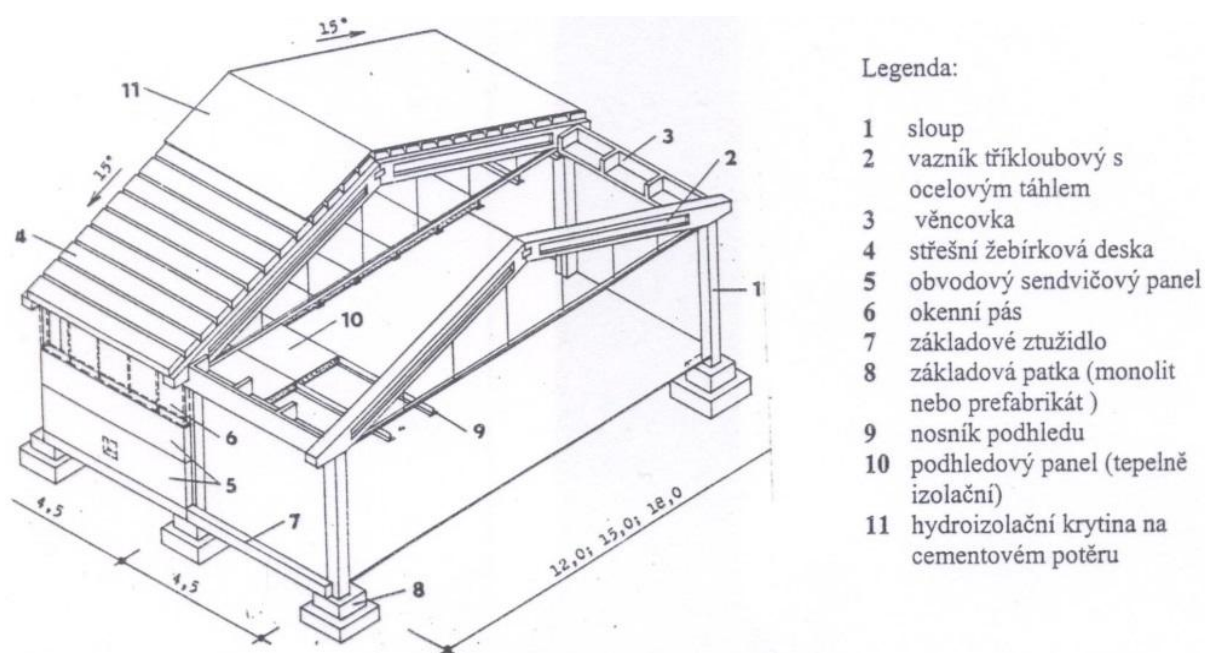 15°
11
3
2
15°
4
1
10
6
9
5
7
4,5
12,0; 15,0; 18,0
4,5
8
Legenda:
1 sloup
2 vazník tříkloubový s
ocelovým táhlem
3 věncovka
4 střešní žebírková deska
5 obvodový sendvičový panel
6 okenní pás
7 základové ztužidlo
8 základová patka (monolit
nebo prefabrikát )
9 nosník podhledu
10 podhledový panel (tepelně
izolační)
11 hydroizolační krytina na
cementovém potěru